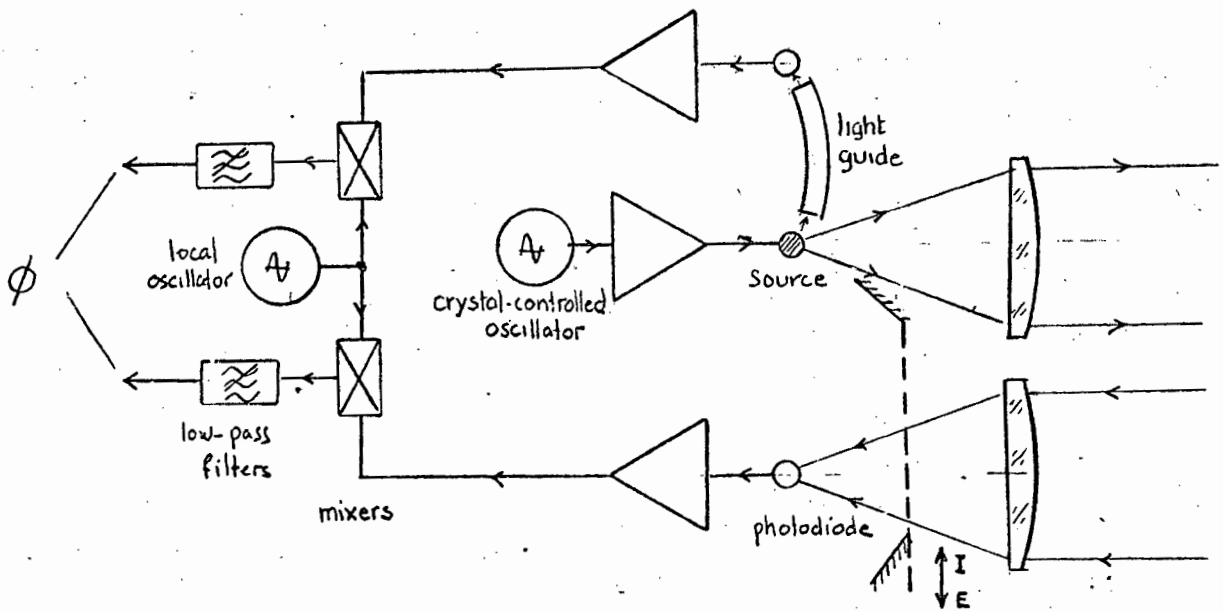 light
guide
local
oscillator
ϕ
crystal-controlled
oscillator
Source
low-pass
filters
mixers
photodiode
I
E